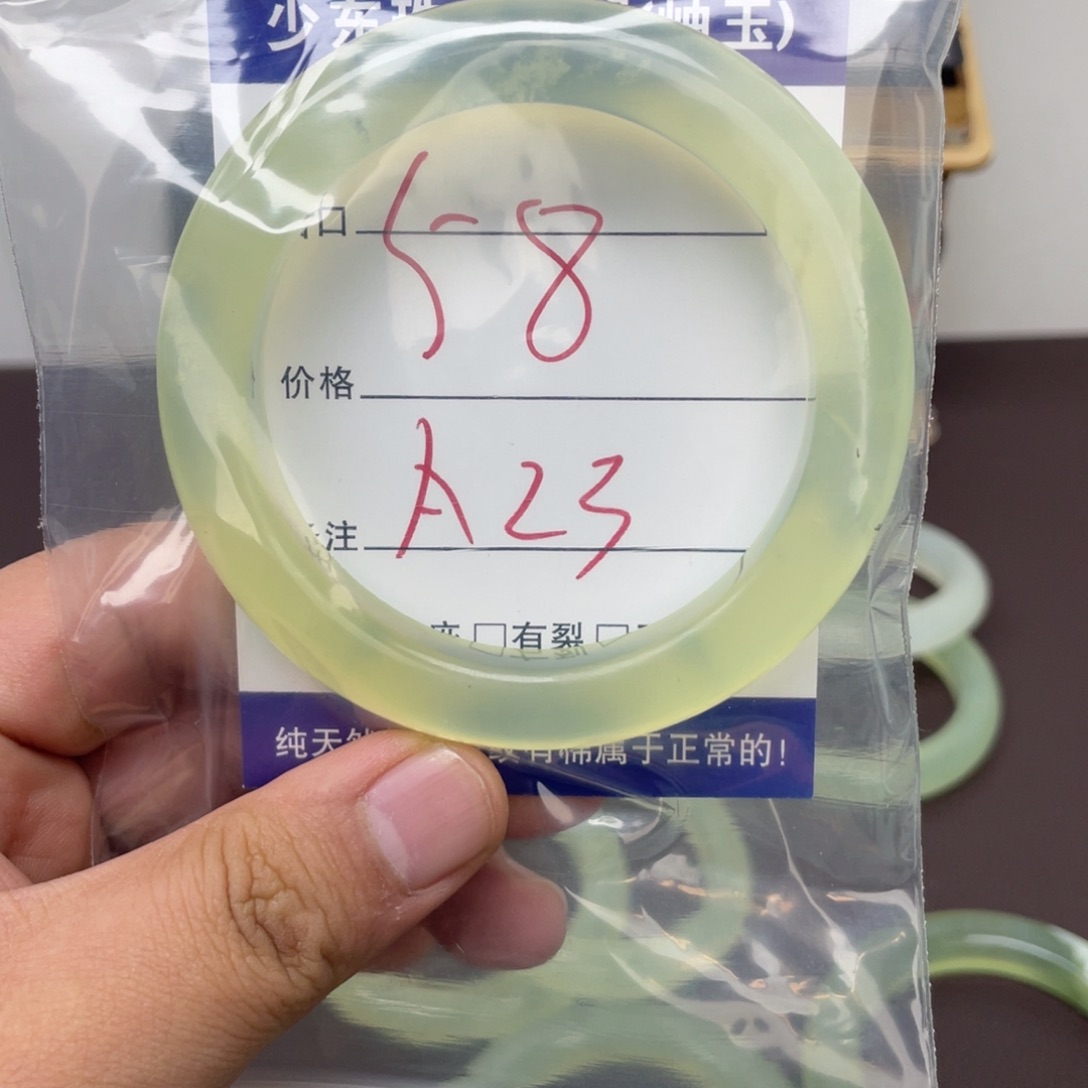 少东珠 玉)
口 58
价格
注 A23
有裂
纯天 有棉属于正常的!